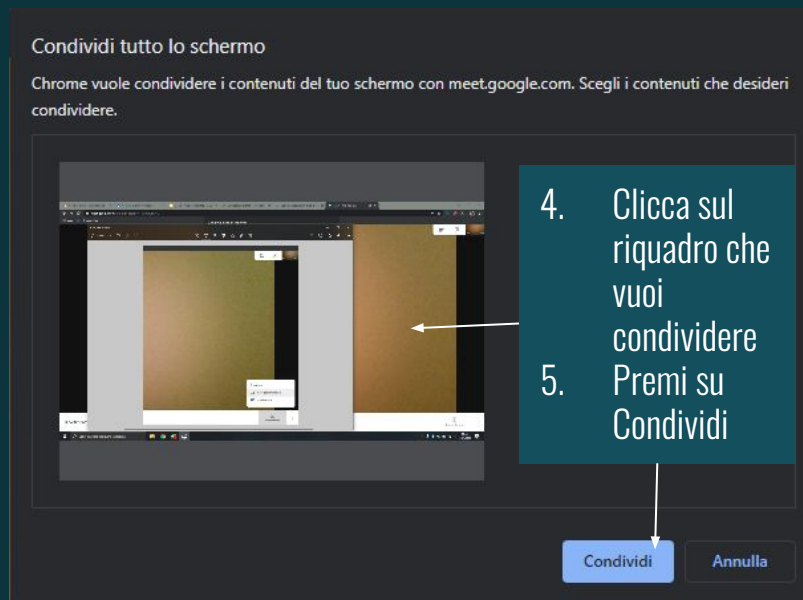 Condividi tutto lo schermo
Chrome vuole condividere i contenuti del tuo schermo con meet.google.com. Scegli i contenuti che desideri
condividere.
4. Clicca sul
riquadro che
vuoi
condividere
5. Premi su
Condividi
Condividi
Annulla